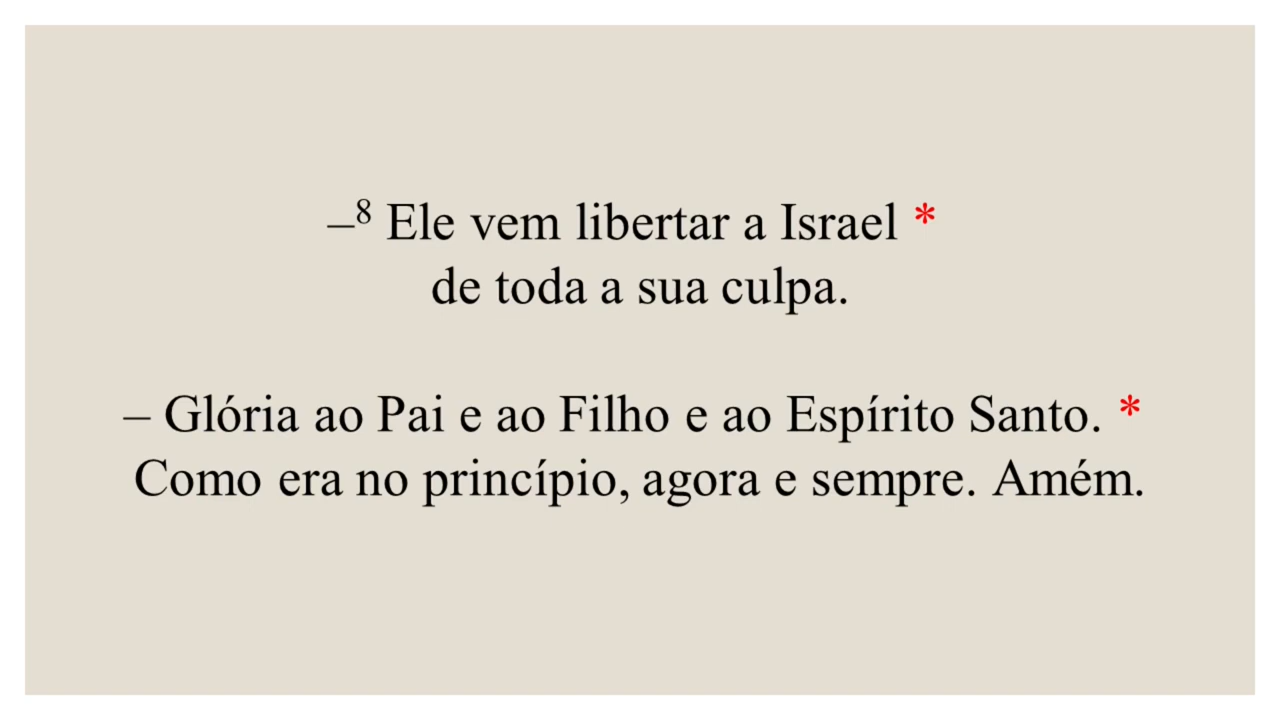 –⁸ Ele vem libertar a Israel *
de toda a sua culpa.
– Glória ao Pai e ao Filho e ao Espírito Santo. *
Como era no princípio, agora e sempre. Amém.